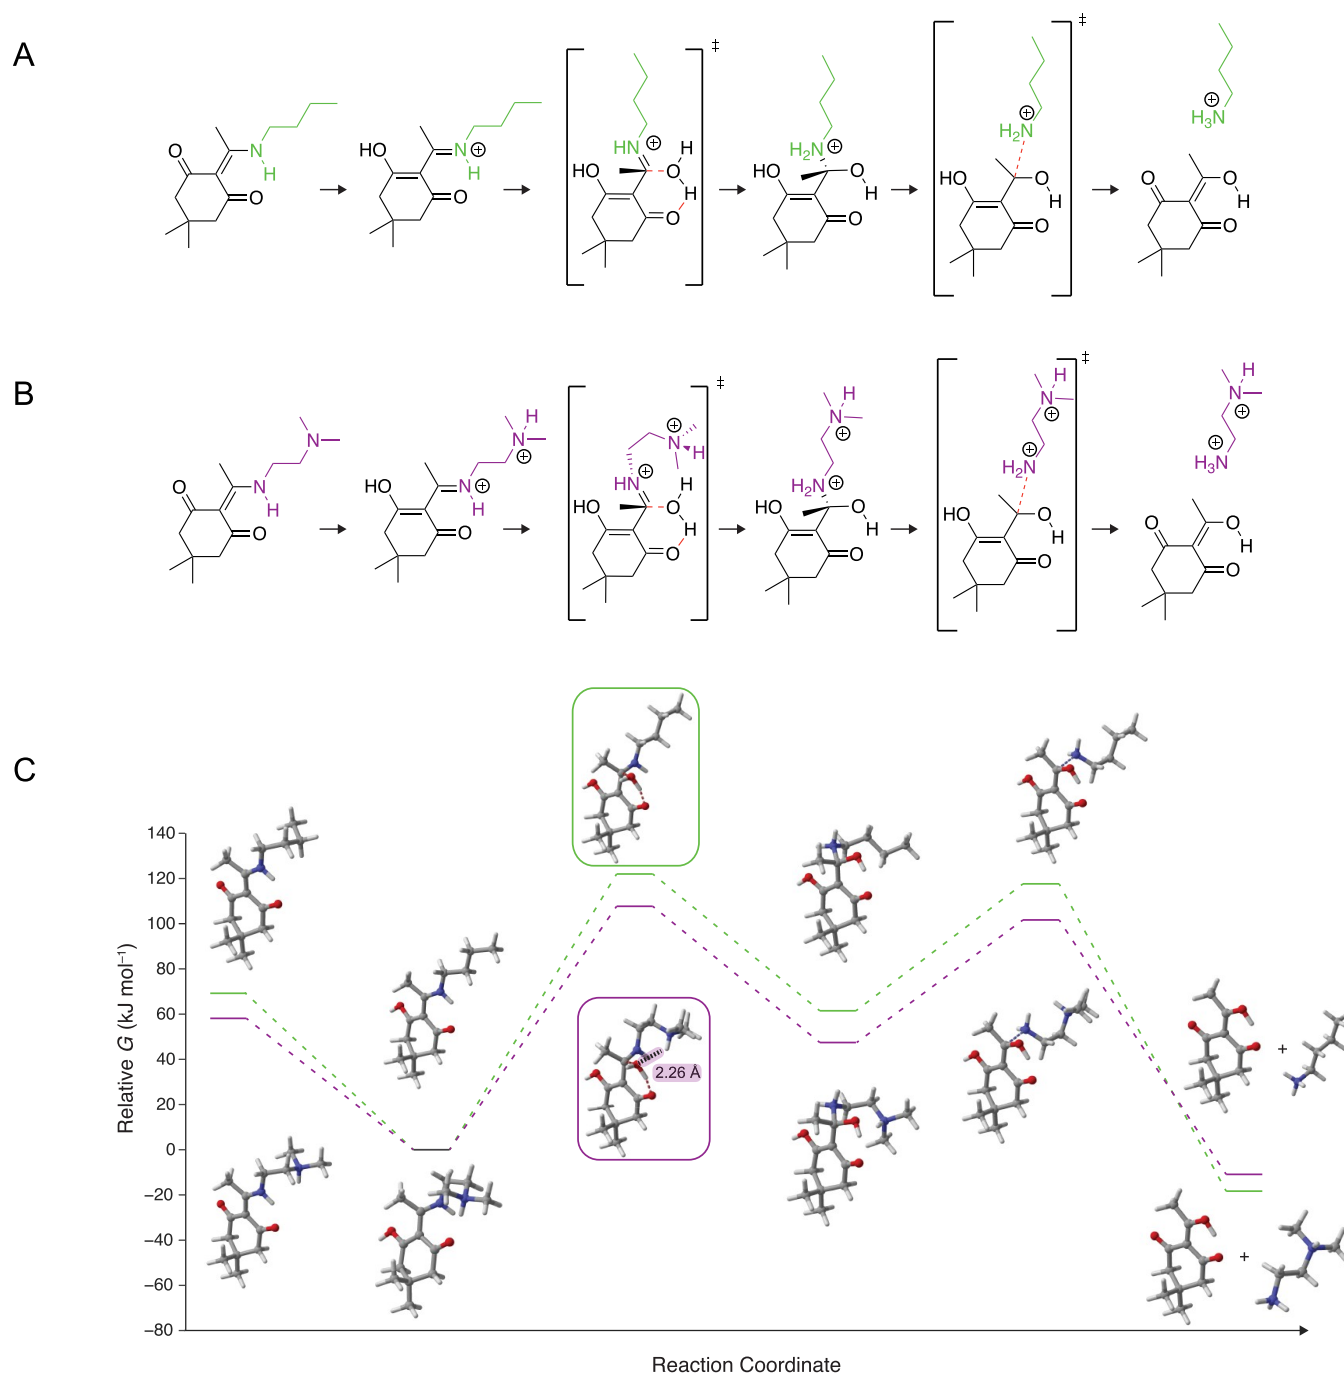 A
O
O
N
H
HO
O
N
H
⊕
‡
HN
⊕
H
O
HO
H
O
H₂N
⊕
HO
O
H
O
‡
H₂N
⊕
HO
O
H
O
H₃N
⊕
O
O
H
O
B
N
O
O
N
H
H
N
⊕
HO
O
N
H
⊕
‡
⊕
N
H
HN
⊕
H
O
HO
H
O
H
N
⊕
H₂N
⊕
HO
O
H
O
‡
H
N
⊕
H₂N
⊕
HO
O
H
O
H
N
⊕
H₃N
⊕
O
O
H
O
C
Relative G (kJ mol⁻¹)
140
120
100
80
60
40
20
0
−20
−40
−60
−80
2.26 Å
+
+
Reaction Coordinate